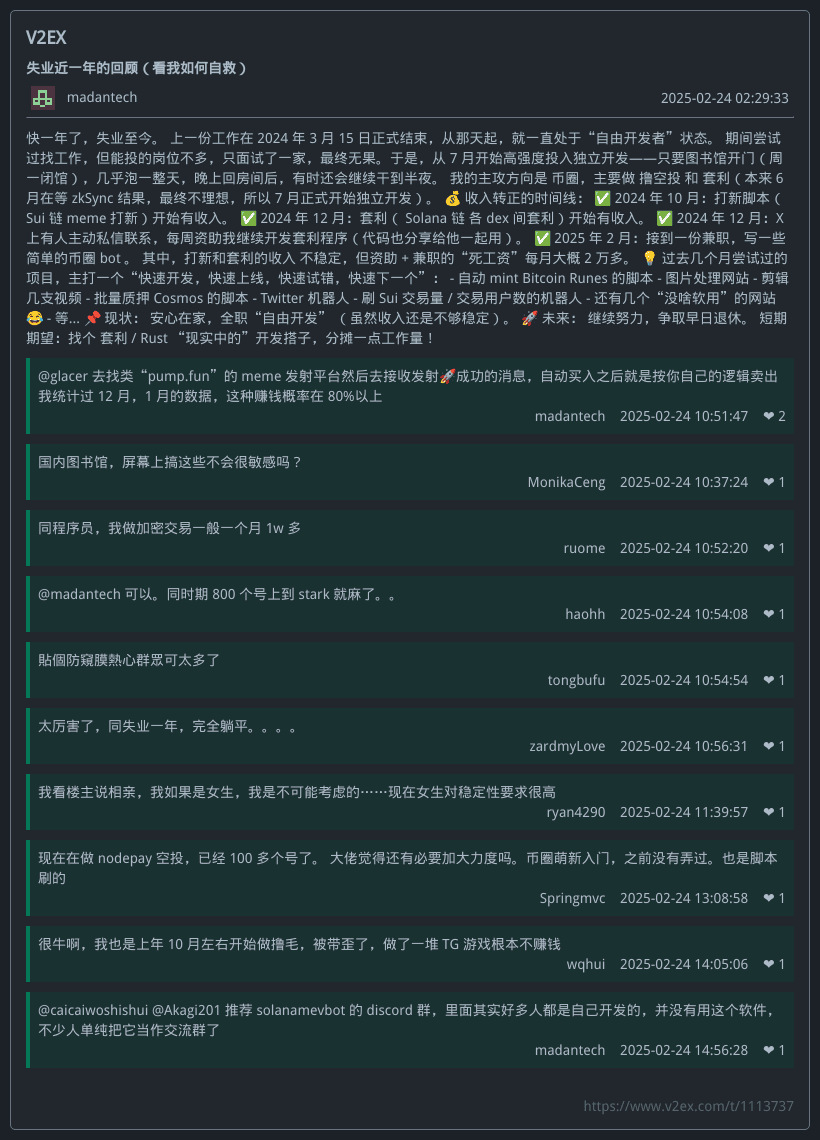 V2EX
失业近一年的回顾（看我如何自救）
madantech 2025-02-24 02:29:33
快一年了，失业至今。 上一份工作在 2024 年 3 月 15 日正式结束，从那天起，就一直处于“自由开发者”状态。 期间尝试
过找工作，但能投的岗位不多，只面试了一家，最终无果。于是，从 7 月开始高强度投入独立开发——只要图书馆开门（周
一闭馆），几乎泡一整天，晚上回房间后，有时还会继续干到半夜。 我的主攻方向是 币圈，主要做 撸空投 和 套利（本来 6
月在等 zkSync 结果，最终不理想，所以 7 月正式开始独立开发）。 💰 收入转正的时间线： ✅ 2024 年 10 月：打新脚本（
Sui 链 meme 打新）开始有收入。 ✅ 2024 年 12 月：套利（ Solana 链 各 dex 间套利）开始有收入。 ✅ 2024 年 12 月：X
上有人主动私信联系，每周资助我继续开发套利程序（代码也分享给他一起用）。 ✅ 2025 年 2 月：接到一份兼职，写一些
简单的币圈 bot 。 其中，打新和套利的收入 不稳定，但资助 + 兼职的“死工资”每月大概 2 万多。 💡 过去几个月尝试过的
项目，主打一个“快速开发，快速上线，快速试错，快速下一个”： - 自动 mint Bitcoin Runes 的脚本 - 图片处理网站 - 剪辑
几支视频 - 批量质押 Cosmos 的脚本 - Twitter 机器人 - 刷 Sui 交易量 / 交易用户数的机器人 - 还有几个“没啥软用”的网站
😂 - 等... 📌 现状： 安心在家，全职“自由开发” （虽然收入还是不够稳定）。 🚀 未来： 继续努力，争取早日退休。 短期
期望：找个 套利 / Rust “现实中的”开发搭子，分摊一点工作量！
@glacer 去找类“pump.fun”的 meme 发射平台然后去接收发射🚀成功的消息，自动买入之后就是按你自己的逻辑卖出
我统计过 12 月，1 月的数据，这种赚钱概率在 80%以上
madantech 2025-02-24 10:51:47 ❤ 2
国内图书馆，屏幕上搞这些不会很敏感吗？
MonikaCeng 2025-02-24 10:37:24 ❤ 1
同程序员，我做加密交易一般一个月 1w 多
ruome 2025-02-24 10:52:20 ❤ 1
@madantech 可以。同时期 800 个号上到 stark 就麻了。。
haohh 2025-02-24 10:54:08 ❤ 1
貼個防窺膜熱心群眾可太多了
tongbufu 2025-02-24 10:54:54 ❤ 1
太厉害了，同失业一年，完全躺平。。。。
zardmyLove 2025-02-24 10:56:31 ❤ 1
我看楼主说相亲，我如果是女生，我是不可能考虑的……现在女生对稳定性要求很高
ryan4290 2025-02-24 11:39:57 ❤ 1
现在在做 nodepay 空投，已经 100 多个号了。 大佬觉得还有必要加大力度吗。币圈萌新入门，之前没有弄过。也是脚本
刷的
Springmvc 2025-02-24 13:08:58 ❤ 1
很牛啊，我也是上年 10 月左右开始做撸毛，被带歪了，做了一堆 TG 游戏根本不赚钱
wqhui 2025-02-24 14:05:06 ❤ 1
@caicaiwoshishui @Akagi201 推荐 solanamevbot 的 discord 群，里面其实好多人都是自己开发的，并没有用这个软件，
不少人单纯把它当作交流群了
madantech 2025-02-24 14:56:28 ❤ 1
https://www.v2ex.com/t/1113737